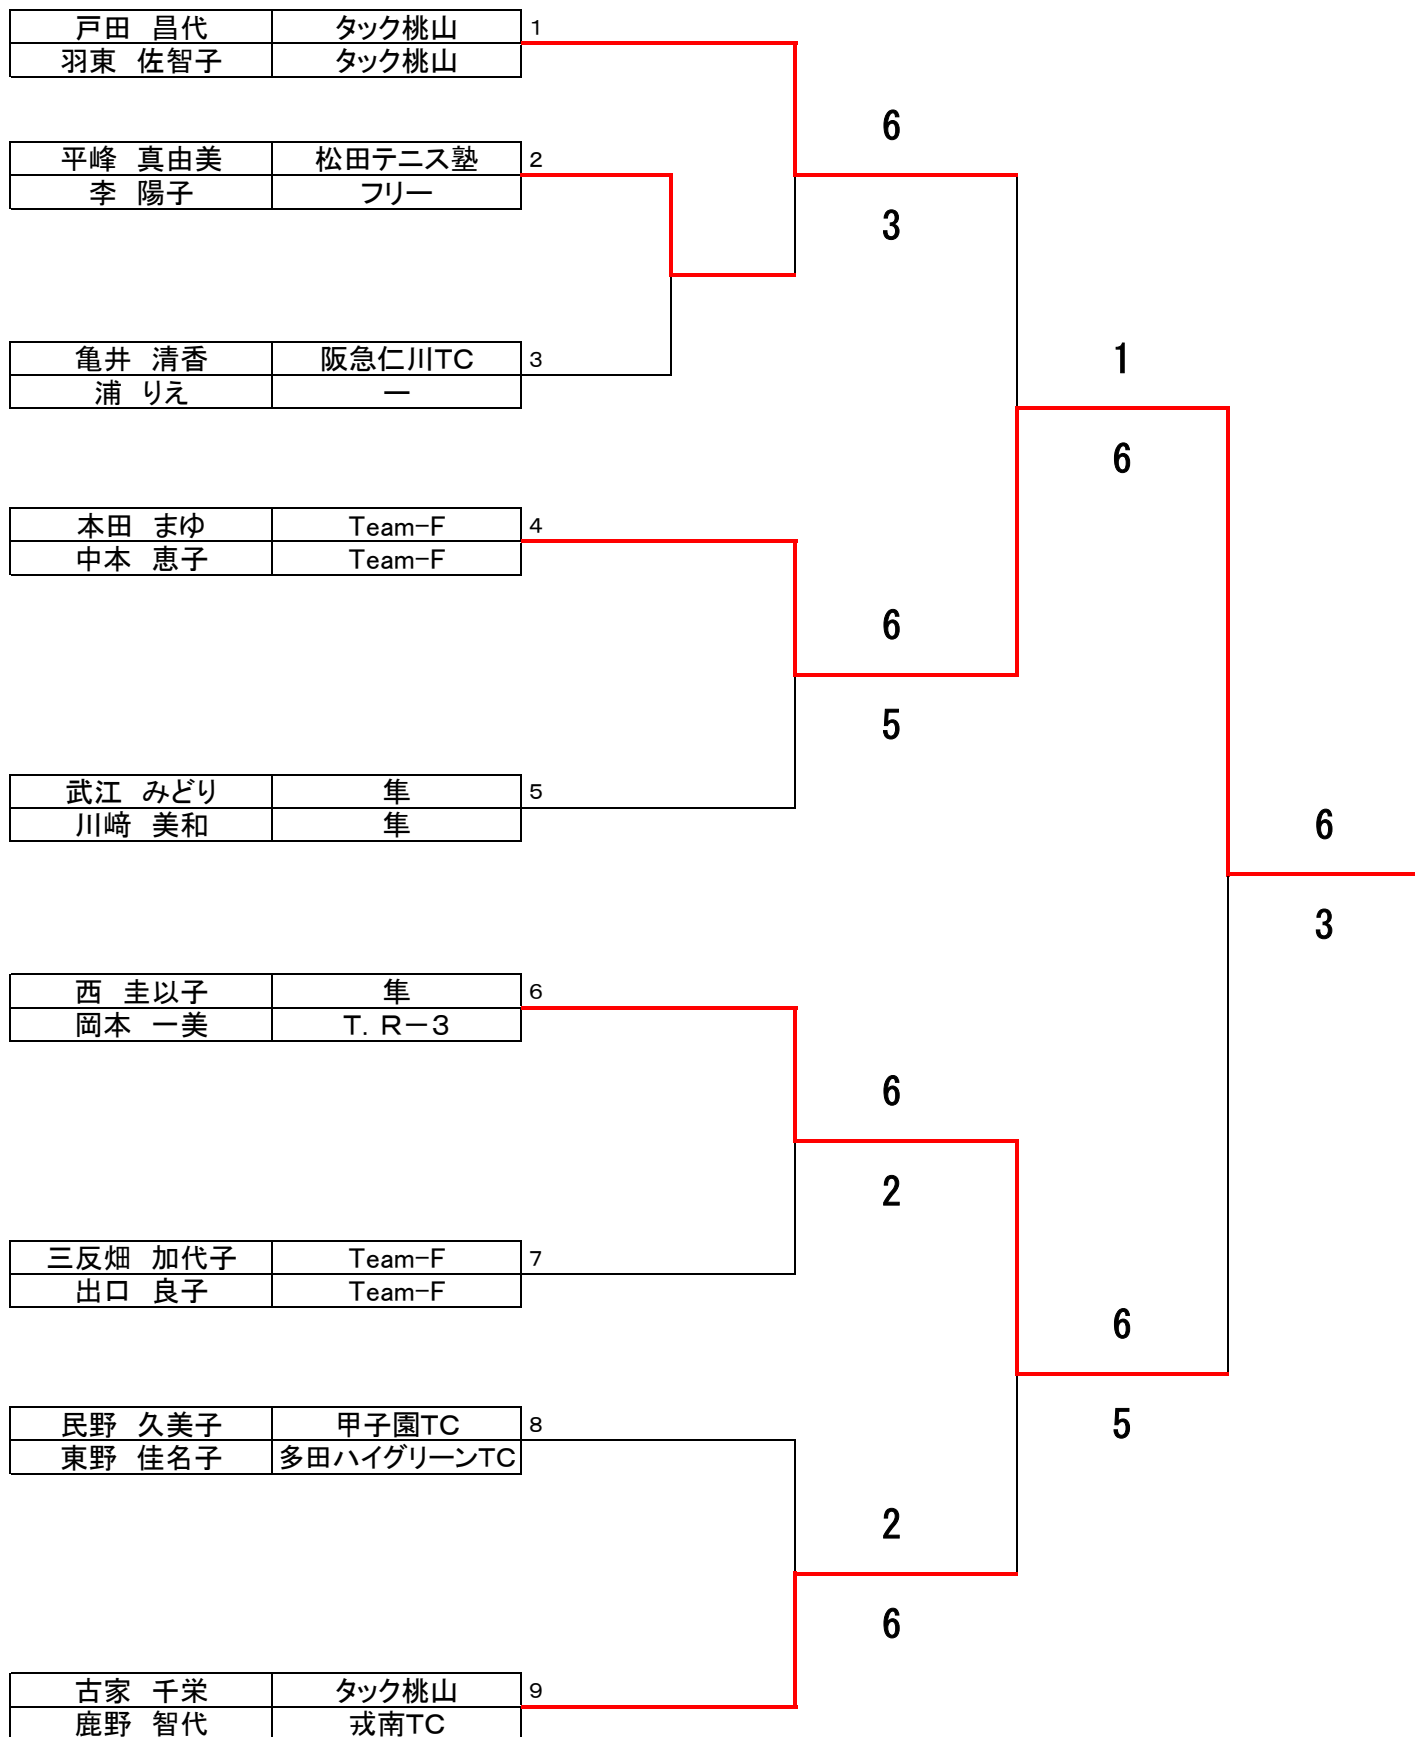 戸田　昌代 タック桃山 1
羽東　佐智子 タック桃山
6
平峰　真由美 松田テニス塾 2
李　陽子 フリー
3
亀井　清香 阪急仁川TC 3
浦　りえ ー
1
6
本田　まゆ Team-F 4
中本　恵子 Team-F
6
5
武江　みどり 隼 5
川﨑　美和 隼
6
3
西　圭以子 隼 6
岡本　一美 T．R－3
6
2
三反畑　加代子 Team-F 7
出口　良子 Team-F
6
民野　久美子 甲子園TC 8
東野　佳名子 多田ハイグリーンTC
5
2
6
古家　千栄 タック桃山 9
鹿野　智代 戎南TC